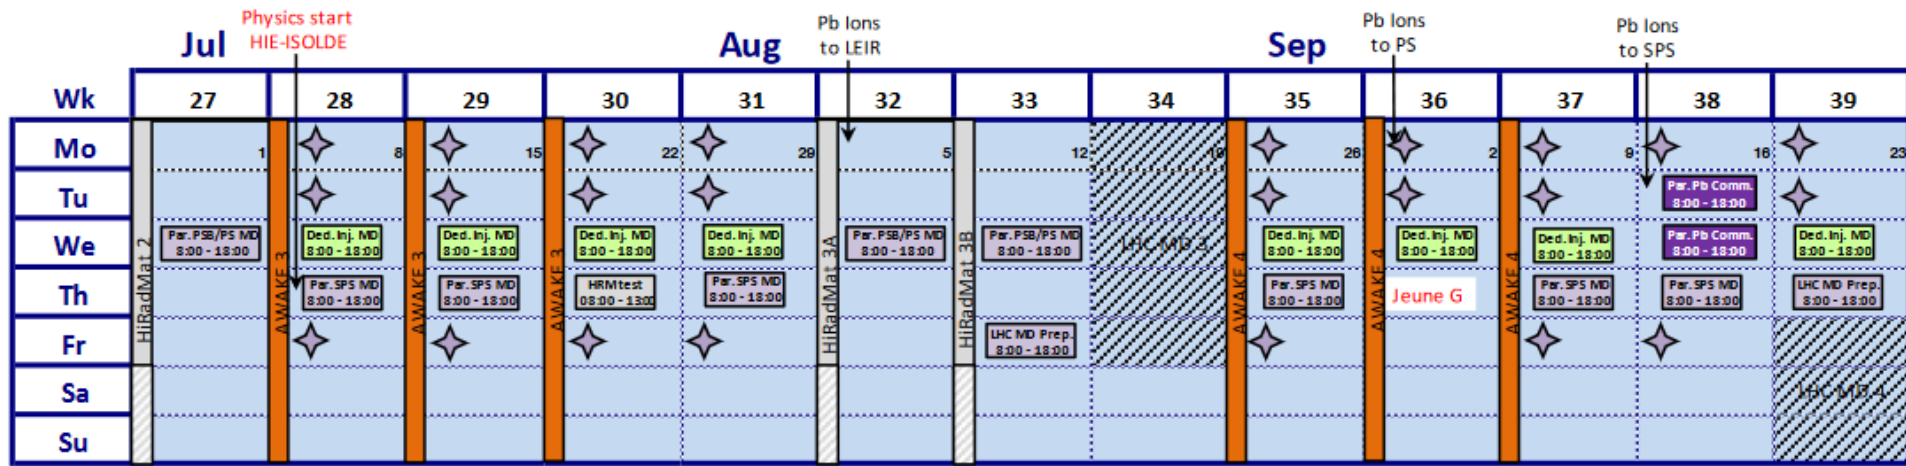 Physics start
HIE-ISOLDE
Pb Ions
to LEIR
Pb Ions
to PS
Pb Ions
to SPS
Jul
Aug
Sep
Wk 27 28 29 30 31 32 33 34 35 36 37 38 39
Mo 1 8 15 22 29 5 12 19 26 2 9 16 23
Tu
Par. Pb Comm.
8:00 - 18:00
We
Par. PSB/PS MD
8:00 - 18:00
Ded. Inj. MD
8:00 - 18:00
Ded. Inj. MD
8:00 - 18:00
Ded. Inj. MD
8:00 - 18:00
Ded. Inj. MD
8:00 - 18:00
Par. PSB/PS MD
8:00 - 18:00
Par. PSB/PS MD
8:00 - 18:00
LHC MD 3
Ded. Inj. MD
8:00 - 18:00
Ded. Inj. MD
8:00 - 18:00
Ded. Inj. MD
8:00 - 18:00
Par. Pb Comm.
8:00 - 18:00
Ded. Inj. MD
8:00 - 18:00
Th
Par. SPS MD
8:00 - 18:00
Par. SPS MD
8:00 - 18:00
HRM test
08:00 - 13:00
Par. SPS MD
8:00 - 18:00
Par. SPS MD
8:00 - 18:00
Jeune G
Par. SPS MD
8:00 - 18:00
Par. SPS MD
8:00 - 18:00
LHC MD Prep.
8:00 - 18:00
Fr
LHC MD Prep.
8:00 - 18:00
Sa
LHC MD 4
Su
HiRadMat 2
AWAKE 3
AWAKE 3
AWAKE 3
HiRadMat 3A
HiRadMat 3B
AWAKE 4
AWAKE 4
AWAKE 4